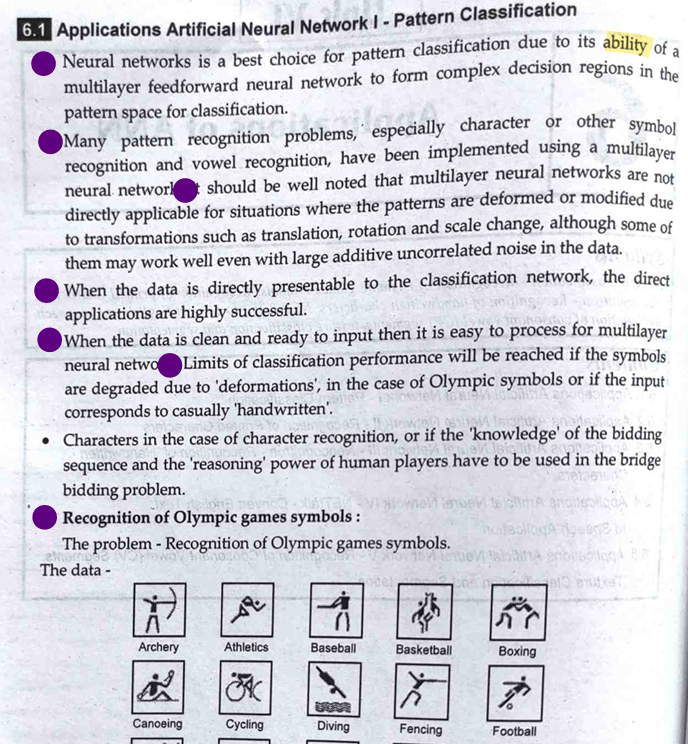 6.1 Applications Artificial Neural Network I - Pattern Classification
Neural networks is a best choice for pattern classification due to its ability of a
multilayer feedforward neural network to form complex decision regions in the
pattern space for classification.
Many pattern recognition problems, especially character or other symbol
recognition and vowel recognition, have been implemented using a multilayer
neural should be well noted that multilayer neural networks are not
directly applicable for situations where the patterns are deformed or modified due
to transformations such as translation, rotation and scale change, although some of
them may work well even with large additive uncorrelated noise in the data.
When the data is directly presentable to the classification network, the direct
applications are highly successful.
When the data is clean and ready to input then it is easy to process for multilayer
neural Limits of classification performance will be reached if the symbols
are degraded due to 'deformations', in the case of Olympic symbols or if the input
corresponds to casually 'handwritten'.
• Characters in the case of character recognition, or if the 'knowledge' of the bidding
sequence and the 'reasoning' power of human players have to be used in the bridge
bidding problem.
Recognition of Olympic games symbols :
The problem - Recognition of Olympic games symbols.
The data -
Archery Athletics Baseball Basketball Boxing
Canoeing Cycling Diving Fencing Football